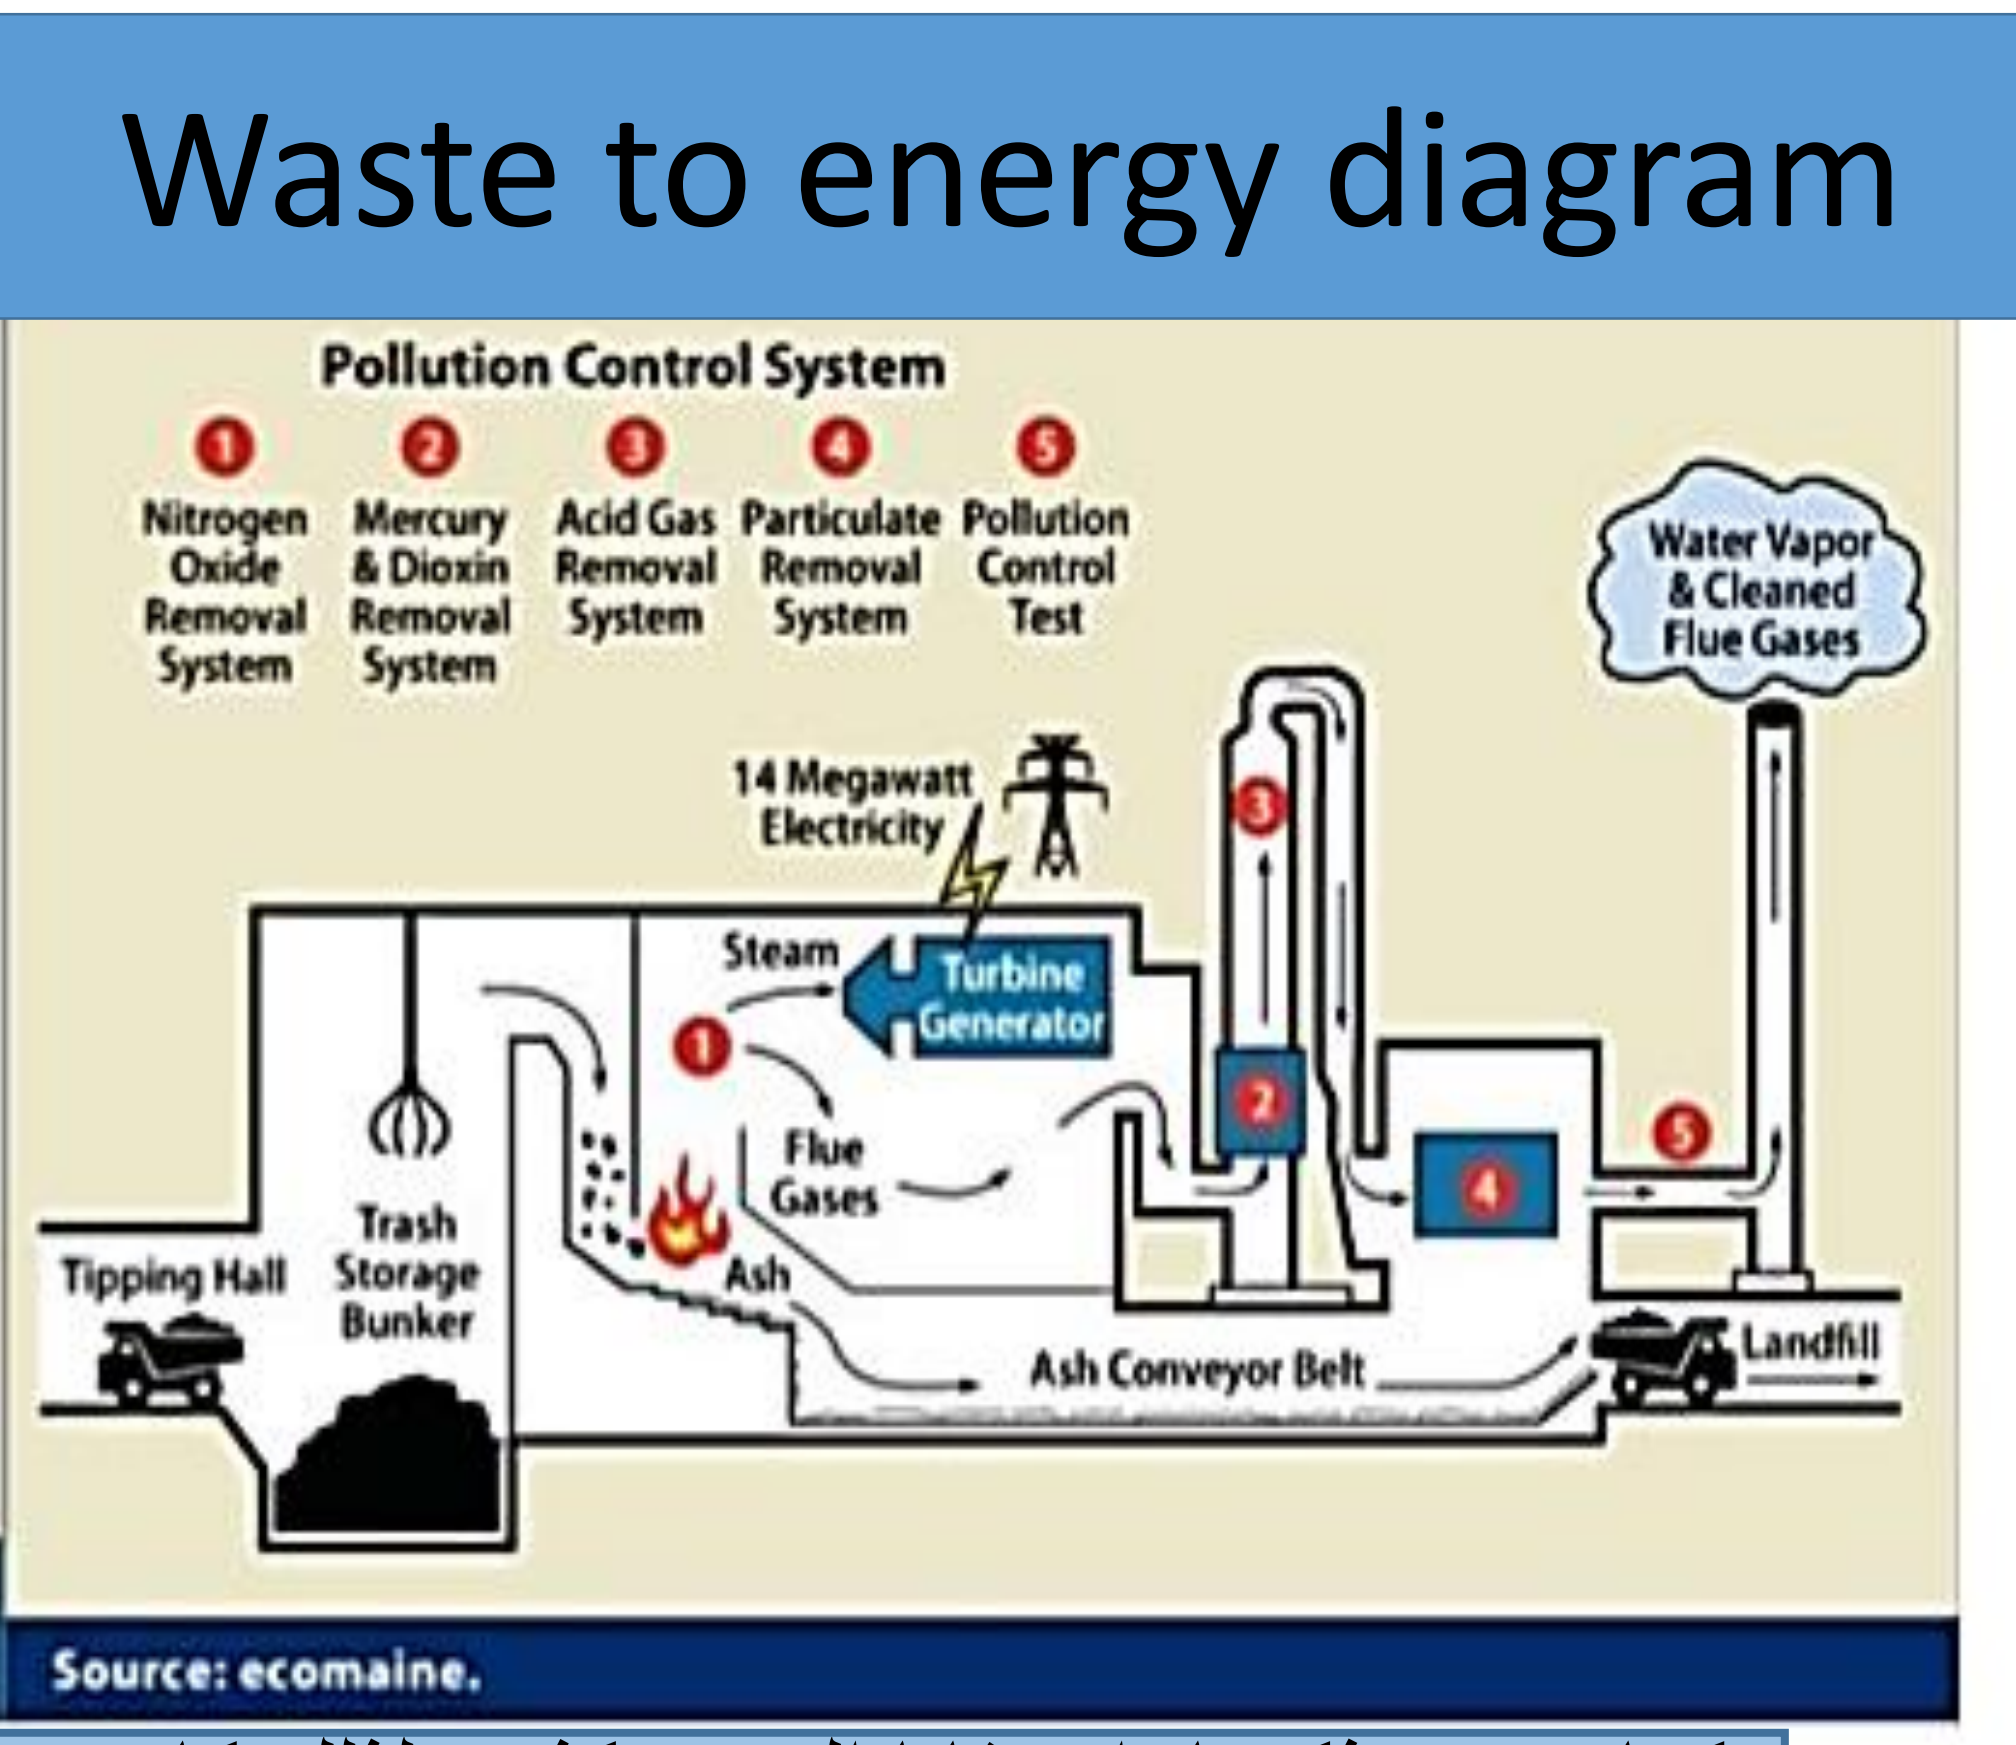 Waste to energy diagram
Pollution Control System
1
Nitrogen
Oxide
Removal
System
2
Mercury
& Dioxin
Removal
System
3
Acid Gas
Removal
System
4
Particulate
Removal
System
5
Pollution
Control
Test
Water Vapor
& Cleaned
Flue Gases
14 Megawatt
Electricity
3
Steam
Turbine
Generator
1
2
5
Flue
Gases
4
Trash
Storage
Bunker
Tipping Hall
Ash
Ash Conveyor Belt
Landfill
Source: ecomaine.